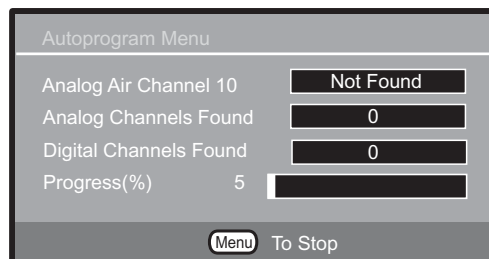 Autoprogram Menu
Analog Air Channel 10 Not Found
Analog Channels Found 0
Digital Channels Found 0
Progress(%) 5
Menu To Stop